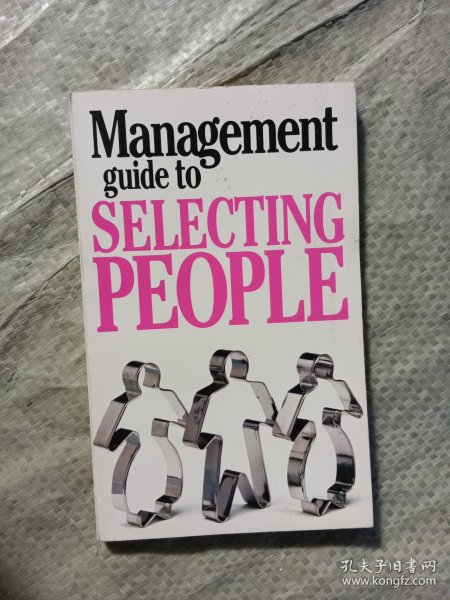 Management
guide to
SELECTING
PEOPLE
孔夫子旧书网
www.kongfz.com